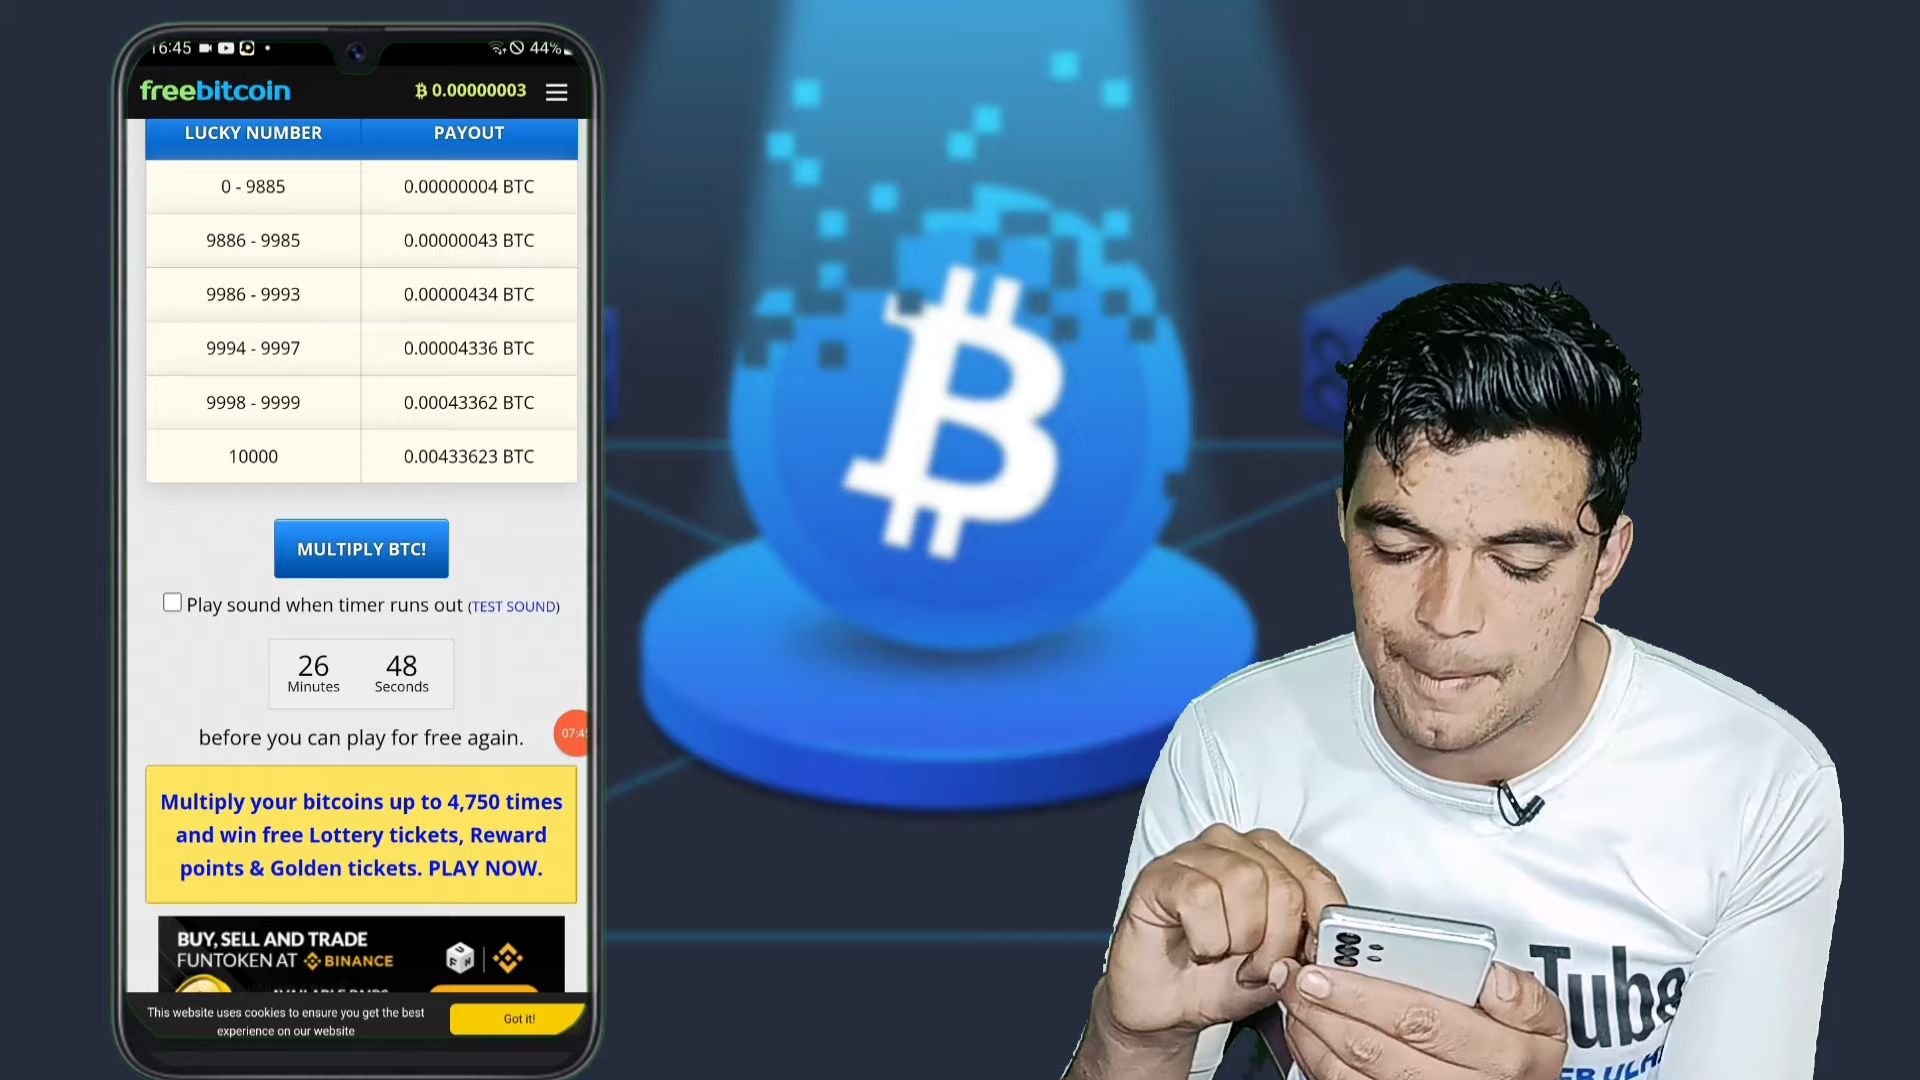 16:45 44%
freebitcoin ₿ 0.00000003
LUCKY NUMBER PAYOUT
0 - 9885 0.00000004 BTC
9886 - 9985 0.00000043 BTC
9986 - 9993 0.00000434 BTC
9994 - 9997 0.00004336 BTC
9998 - 9999 0.00043362 BTC
10000 0.00433623 BTC
MULTIPLY BTC!
Play sound when timer runs out (TEST SOUND)
26 48
Minutes Seconds
before you can play for free again.
Multiply your bitcoins up to 4,750 times
and win free Lottery tickets, Reward
points & Golden tickets. PLAY NOW.
BUY, SELL AND TRADE
FUNTOKEN AT BINANCE
This website uses cookies to ensure you get the best
experience on our website
Got it!
Tube